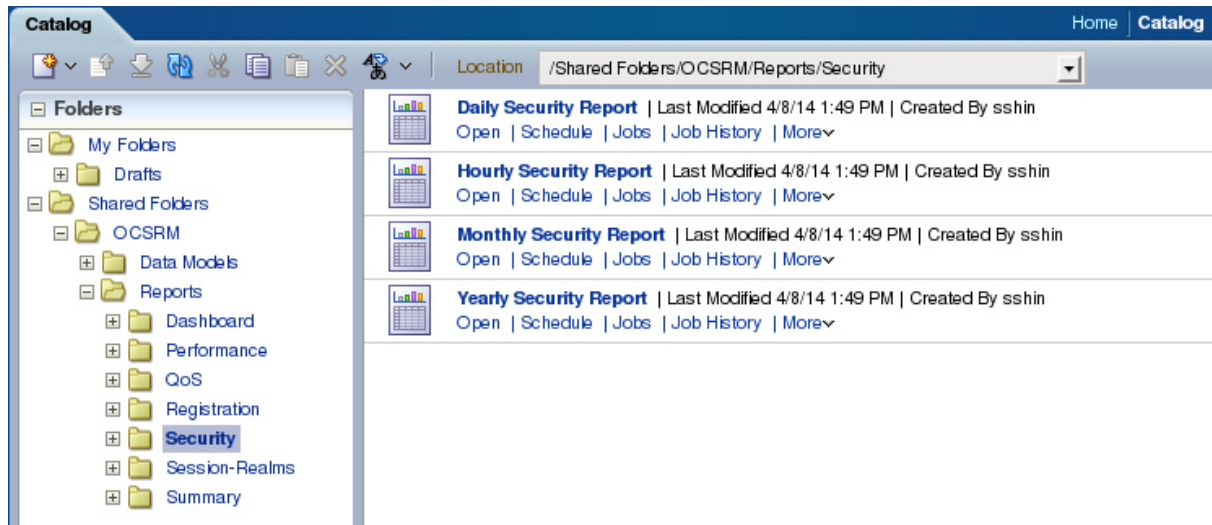 Catalog
Home | Catalog
Location /Shared Folders/OCSRM/Reports/Security
Folders
My Folders
Drafts
Shared Folders
OCSRM
Data Models
Reports
Dashboard
Performance
QoS
Registration
Security
Session-Realms
Summary
Daily Security Report | Last Modified 4/8/14 1:49 PM | Created By sshin
Open | Schedule | Jobs | Job History | More
Hourly Security Report | Last Modified 4/8/14 1:49 PM | Created By sshin
Open | Schedule | Jobs | Job History | More
Monthly Security Report | Last Modified 4/8/14 1:49 PM | Created By sshin
Open | Schedule | Jobs | Job History | More
Yearly Security Report | Last Modified 4/8/14 1:49 PM | Created By sshin
Open | Schedule | Jobs | Job History | More